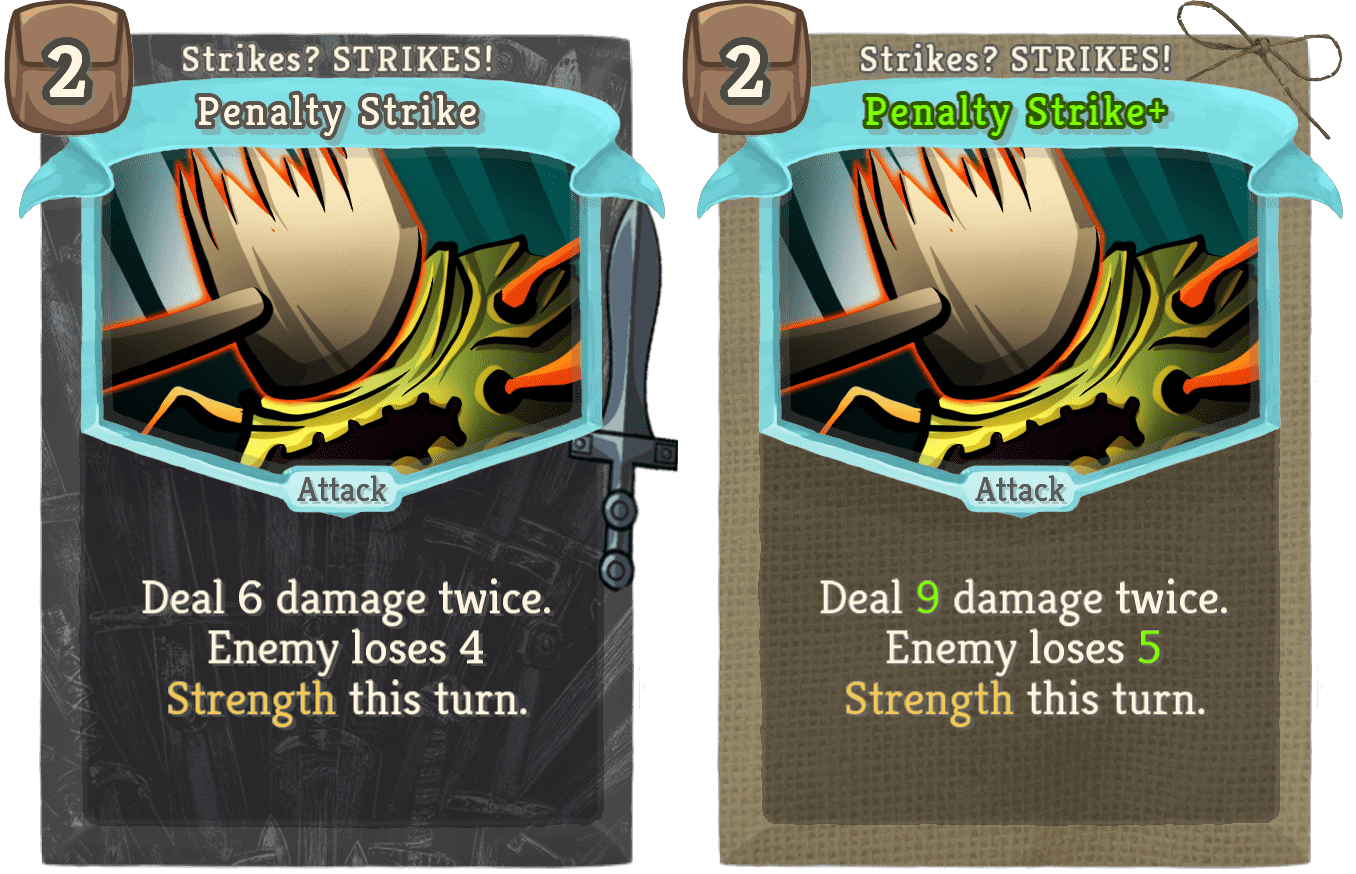 2
Strikes? STRIKES!
Penalty Strike
Attack
Deal 6 damage twice.
Enemy loses 4
Strength this turn.
2
Strikes? STRIKES!
Penalty Strike+
Attack
Deal 9 damage twice.
Enemy loses 5
Strength this turn.